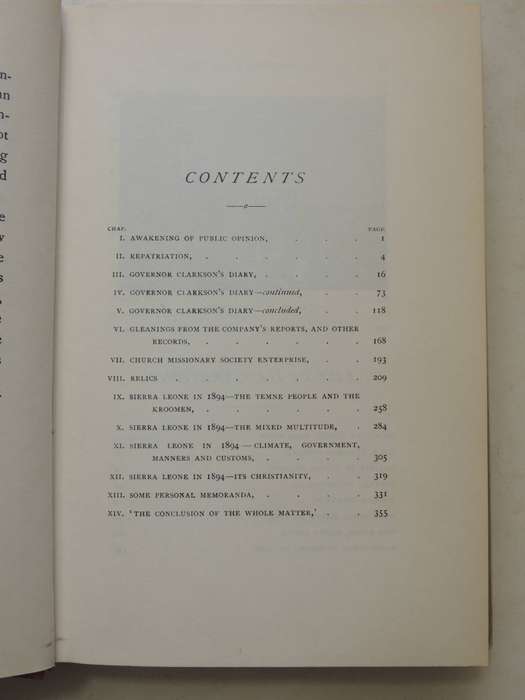 n-
an
n-
ot
g
d
e
v
e
s
,
e
e
s
.
CONTENTS
CHAP. PAGE
I. AWAKENING OF PUBLIC OPINION, . . . 1
II. REPATRIATION, . . . . . . 4
III. GOVERNOR CLARKSON'S DIARY, . . . . 16
IV. GOVERNOR CLARKSON'S DIARY—continued, . . 73
V. GOVERNOR CLARKSON'S DIARY—concluded, . . 118
VI. GLEANINGS FROM THE COMPANY'S REPORTS, AND OTHER
RECORDS, . . . . . . 168
VII. CHURCH MISSIONARY SOCIETY ENTERPRISE, . . 193
VIII. RELICS . . . . . . . 209
IX. SIERRA LEONE IN 1894—THE TEMNE PEOPLE AND THE
KROOMEN, . . . . . . 258
X. SIERRA LEONE IN 1894—THE MIXED MULTITUDE, . 284
XI. SIERRA LEONE IN 1894—CLIMATE, GOVERNMENT,
MANNERS AND CUSTOMS, . . . . 305
XII. SIERRA LEONE IN 1894—ITS CHRISTIANITY, . . 319
XIII. SOME PERSONAL MEMORANDA, . . . . 331
XIV. 'THE CONCLUSION OF THE WHOLE MATTER,' . . 355